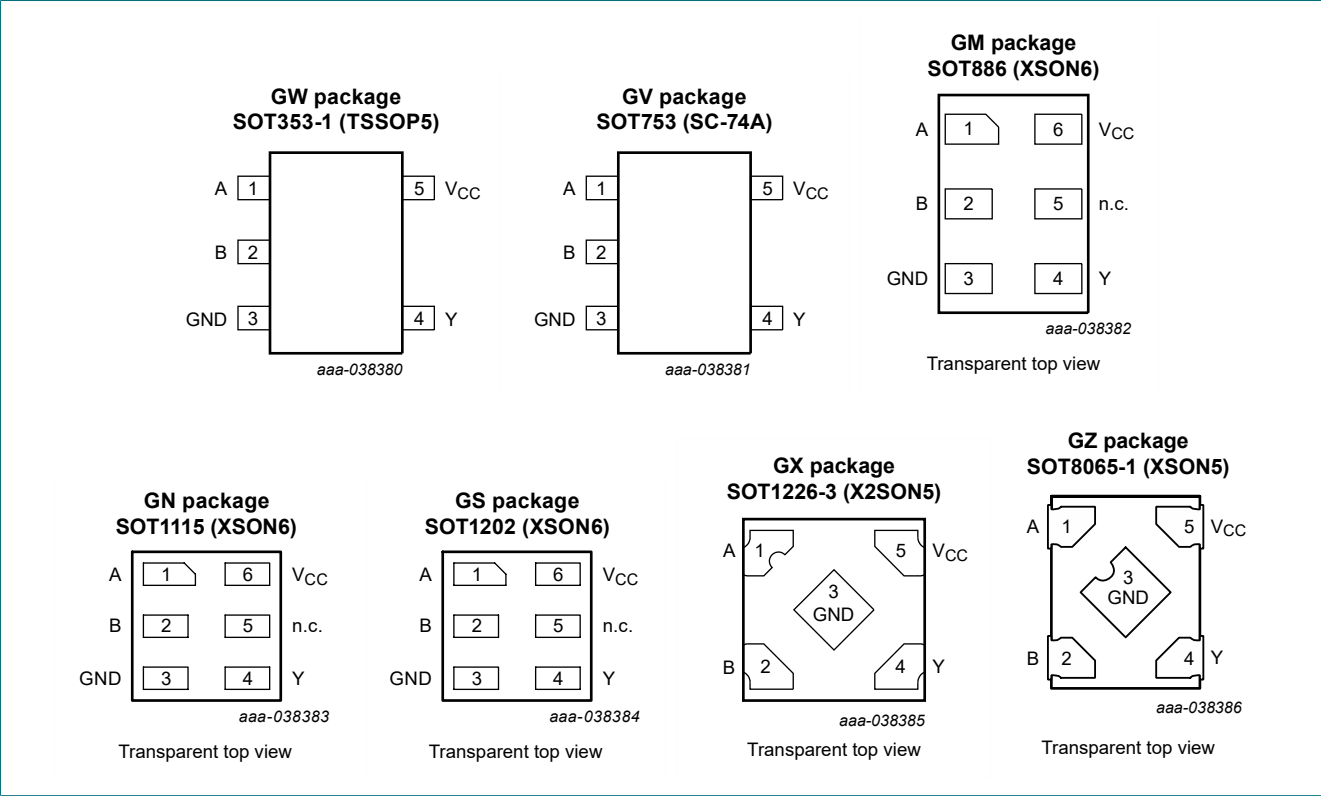 GW package
SOT353-1 (TSSOP5)
A 1 5 VCC
B 2
GND 3 4 Y
aaa-038380
GV package
SOT753 (SC-74A)
A 1 5 VCC
B 2
GND 3 4 Y
aaa-038381
GM package
SOT886 (XSON6)
A 1 6 VCC
B 2 5 n.c.
GND 3 4 Y
aaa-038382
Transparent top view
GN package
SOT1115 (XSON6)
A 1 6 VCC
B 2 5 n.c.
GND 3 4 Y
aaa-038383
Transparent top view
GS package
SOT1202 (XSON6)
A 1 6 VCC
B 2 5 n.c.
GND 3 4 Y
aaa-038384
Transparent top view
GX package
SOT1226-3 (X2SON5)
A 1 5 VCC
3
GND
B 2 4 Y
aaa-038385
Transparent top view
GZ package
SOT8065-1 (XSON5)
A 1 5 VCC
3
GND
B 2 4 Y
aaa-038386
Transparent top view